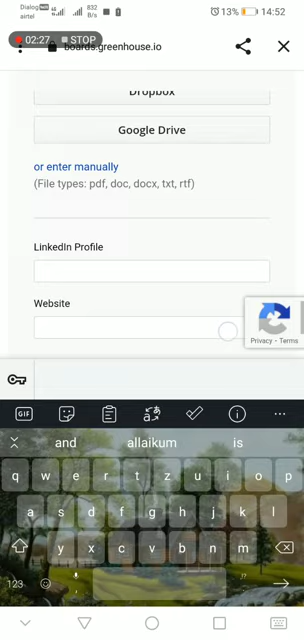 Dialog
airtel
832
B/s
13%
14:52
02:27 STOP
boards.greenhouse.io
Dropbox
Google Drive
or enter manually
(File types: pdf, doc, docx, txt, rtf)
LinkedIn Profile
Website
Privacy - Terms
GIF
and allaikum is
q w e r t z u i o p
a s d f g h j k l
y x c v b n m
123 , .